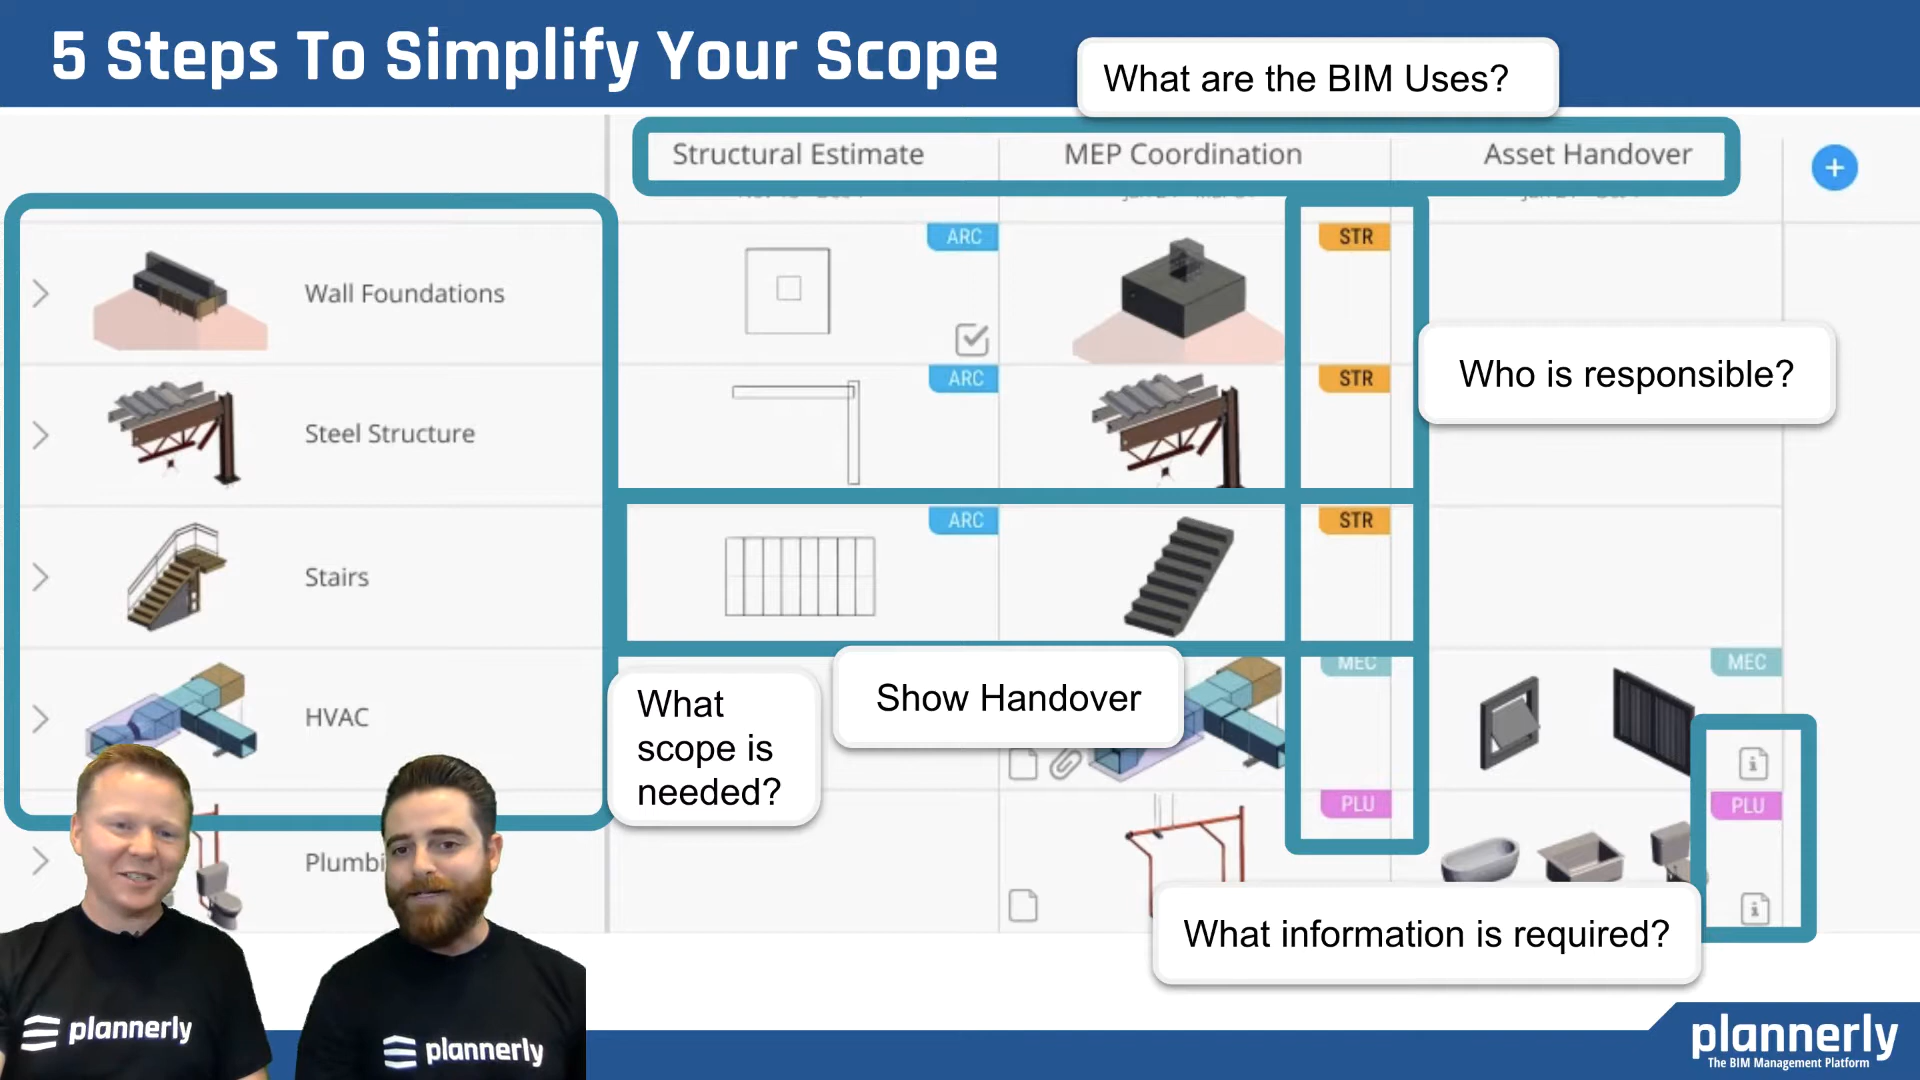 5 Steps To Simplify Your Scope
What are the BIM Uses?
Structural Estimate
MEP Coordination
Asset Handover
+
Wall Foundations
ARC
STR
Who is responsible?
Steel Structure
ARC
STR
Stairs
ARC
STR
HVAC
MEC
MEC
What
scope is
needed?
Show Handover
i
PLU
PLU
Plumbi
What information is required?
i
plannerly
plannerly
plannerly
The BIM Management Platform